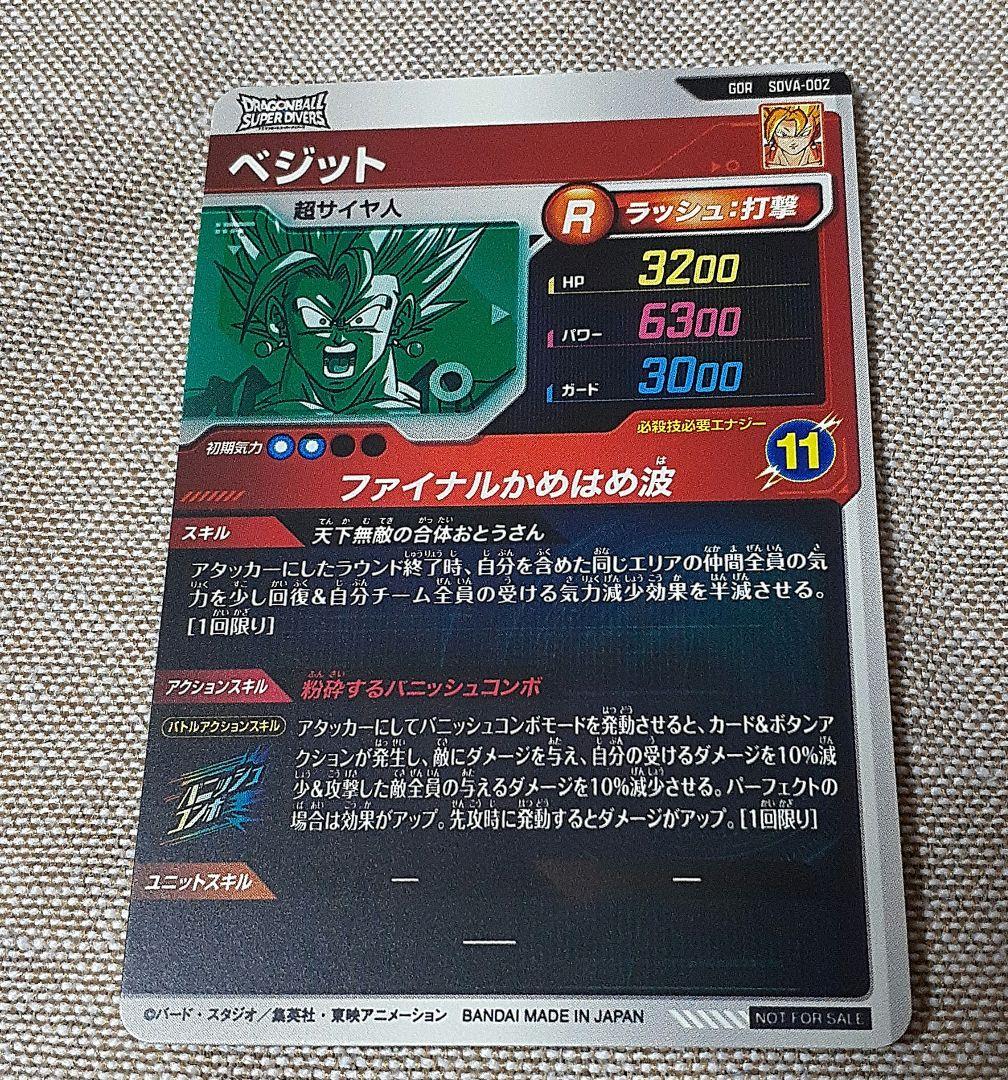 GDR SDVA-002
DRAGONBALL
SUPER DIVERS
ベジット
超サイヤ人
R ラッシュ:打撃
HP 3200
パワー 6300
ガード 3000
必殺技必要エナジー
11
初期気力
ファイナルかめはめ波
スキル 天下無敵の合体おとうさん
アタッカーにしたラウンド終了時、自分を含めた同じエリアの仲間全員の気
力を少し回復&自分チーム全員の受ける気力減少効果を半減させる。
[1回限り]
アクションスキル 粉砕するバニッシュコンボ
バトルアクションスキル
バニッシュ
コンボ
アタッカーにしてバニッシュコンボモードを発動させると、カード&ボタンア
クションが発生し、敵にダメージを与え、自分の受けるダメージを10%減
少&攻撃した敵全員の与えるダメージを10%減少させる。パーフェクトの
場合は効果がアップ。先攻時に発動するとダメージがアップ。[1回限り]
ユニットスキル ー ー
ー
©バード・スタジオ/集英社・東映アニメーション BANDAI MADE IN JAPAN
NOT FOR SALE